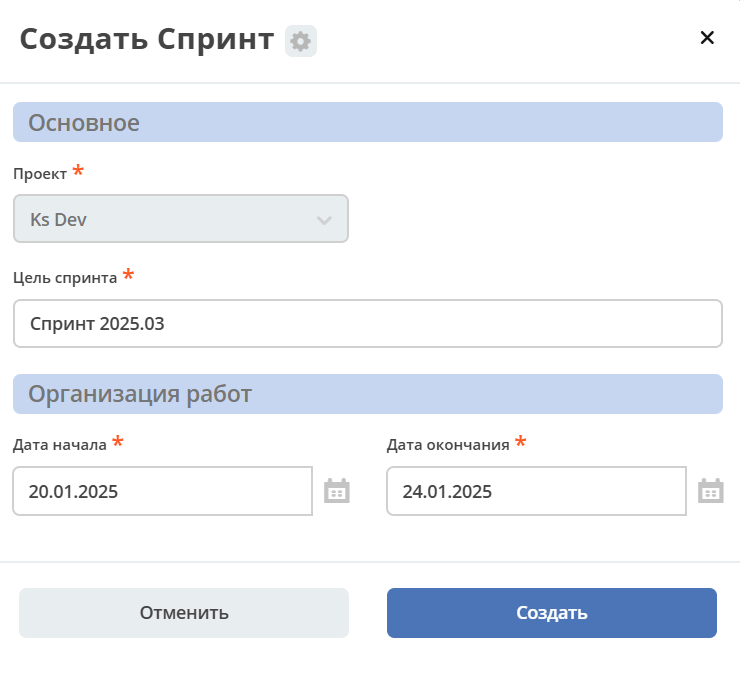 Создать Спринт
Основное
Проект *
Ks Dev
Цель спринта *
Спринт 2025.03
Организация работ
Дата начала * Дата окончания *
20.01.2025 24.01.2025
Отменить Создать